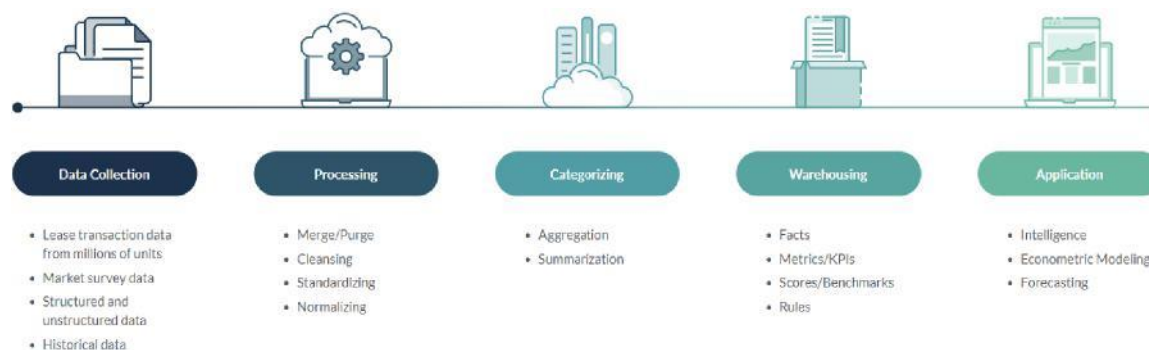 Data Collection
Processing
Categorizing
Warehousing
Application
• Lease transaction data
from millions of units
• Market survey data
• Structured and
unstructured data
• Historical data
• Merge/Purge
• Cleansing
• Standardizing
• Normalizing
• Aggregation
• Summarization
• Facts
• Metrics/KPIs
• Scores/Benchmarks
• Rules
• Intelligence
• Econometric Modeling
• Forecasting